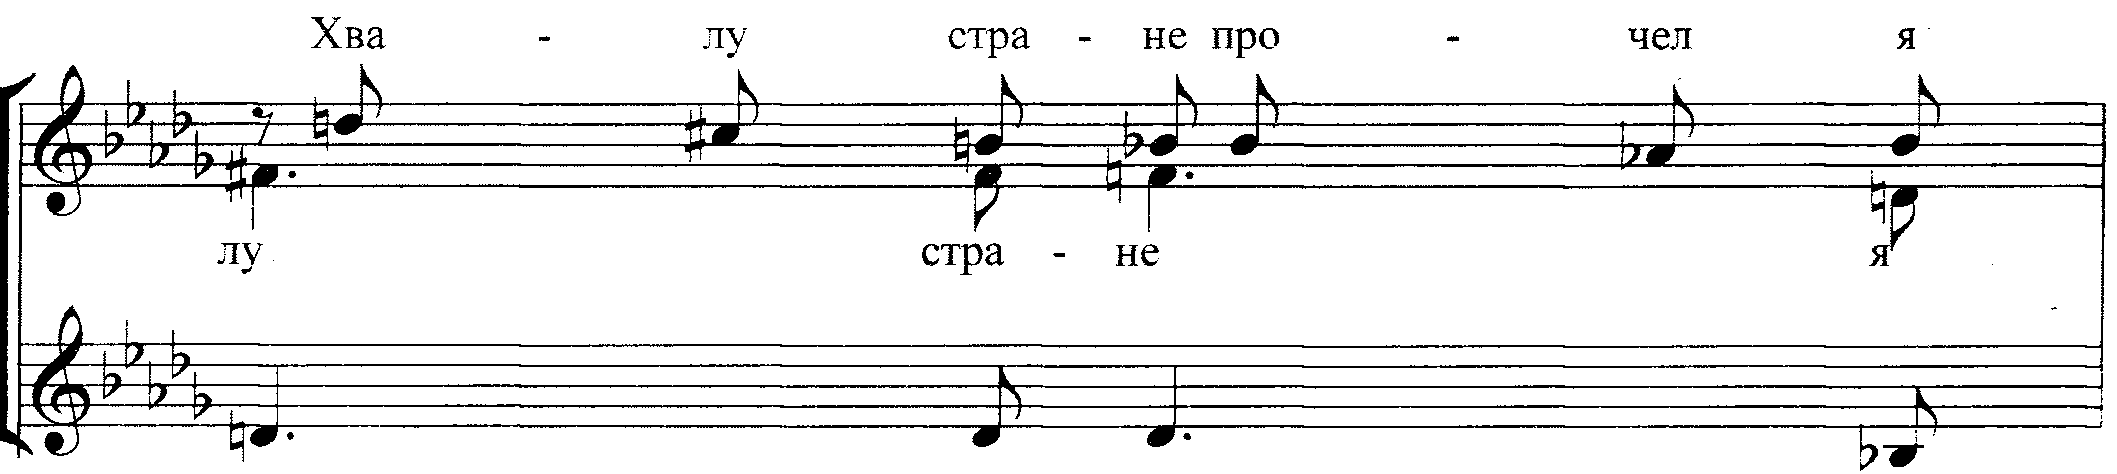 Хва - лу стра - не про - чел я
лу стра - не я